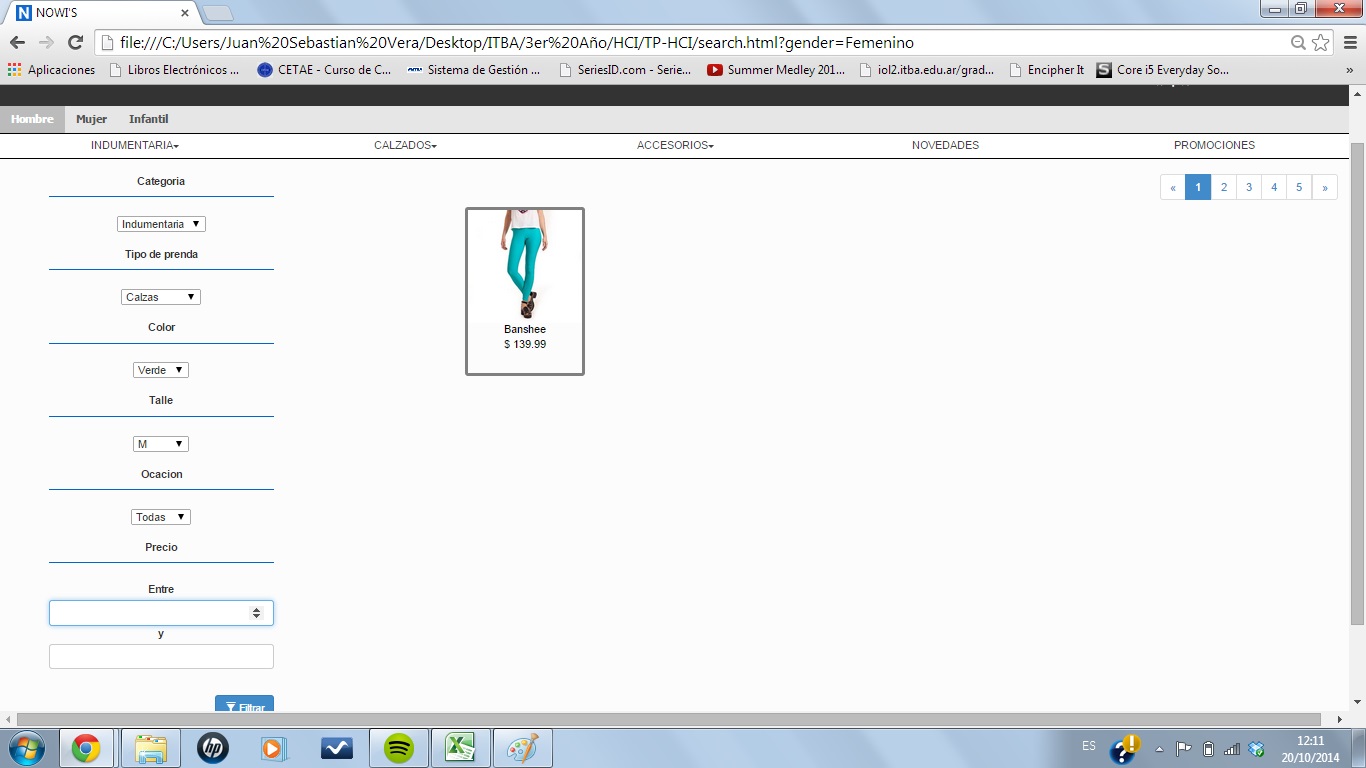 NOWI'S
file:///C:/Users/Juan%20Sebastian%20Vera/Desktop/ITBA/3er%20Año/HCI/TP-HCI/search.html?gender=Femenino
Aplicaciones Libros Electrónicos ... CETAE - Curso de C... Sistema de Gestión ... SeriesID.com - Serie... Summer Medley 201... iol2.itba.edu.ar/grad... Encipher It Core i5 Everyday So... »
Hombre Mujer Infantil
INDUMENTARIA CALZADOS ACCESORIOS NOVEDADES PROMOCIONES
Categoria
« 1 2 3 4 5 »
Indumentaria
Tipo de prenda
Calzas
Color
Banshee
$ 139.99
Verde
Talle
M
Ocacion
Todas
Precio
Entre
y
Filtrar
ES
12:11
20/10/2014